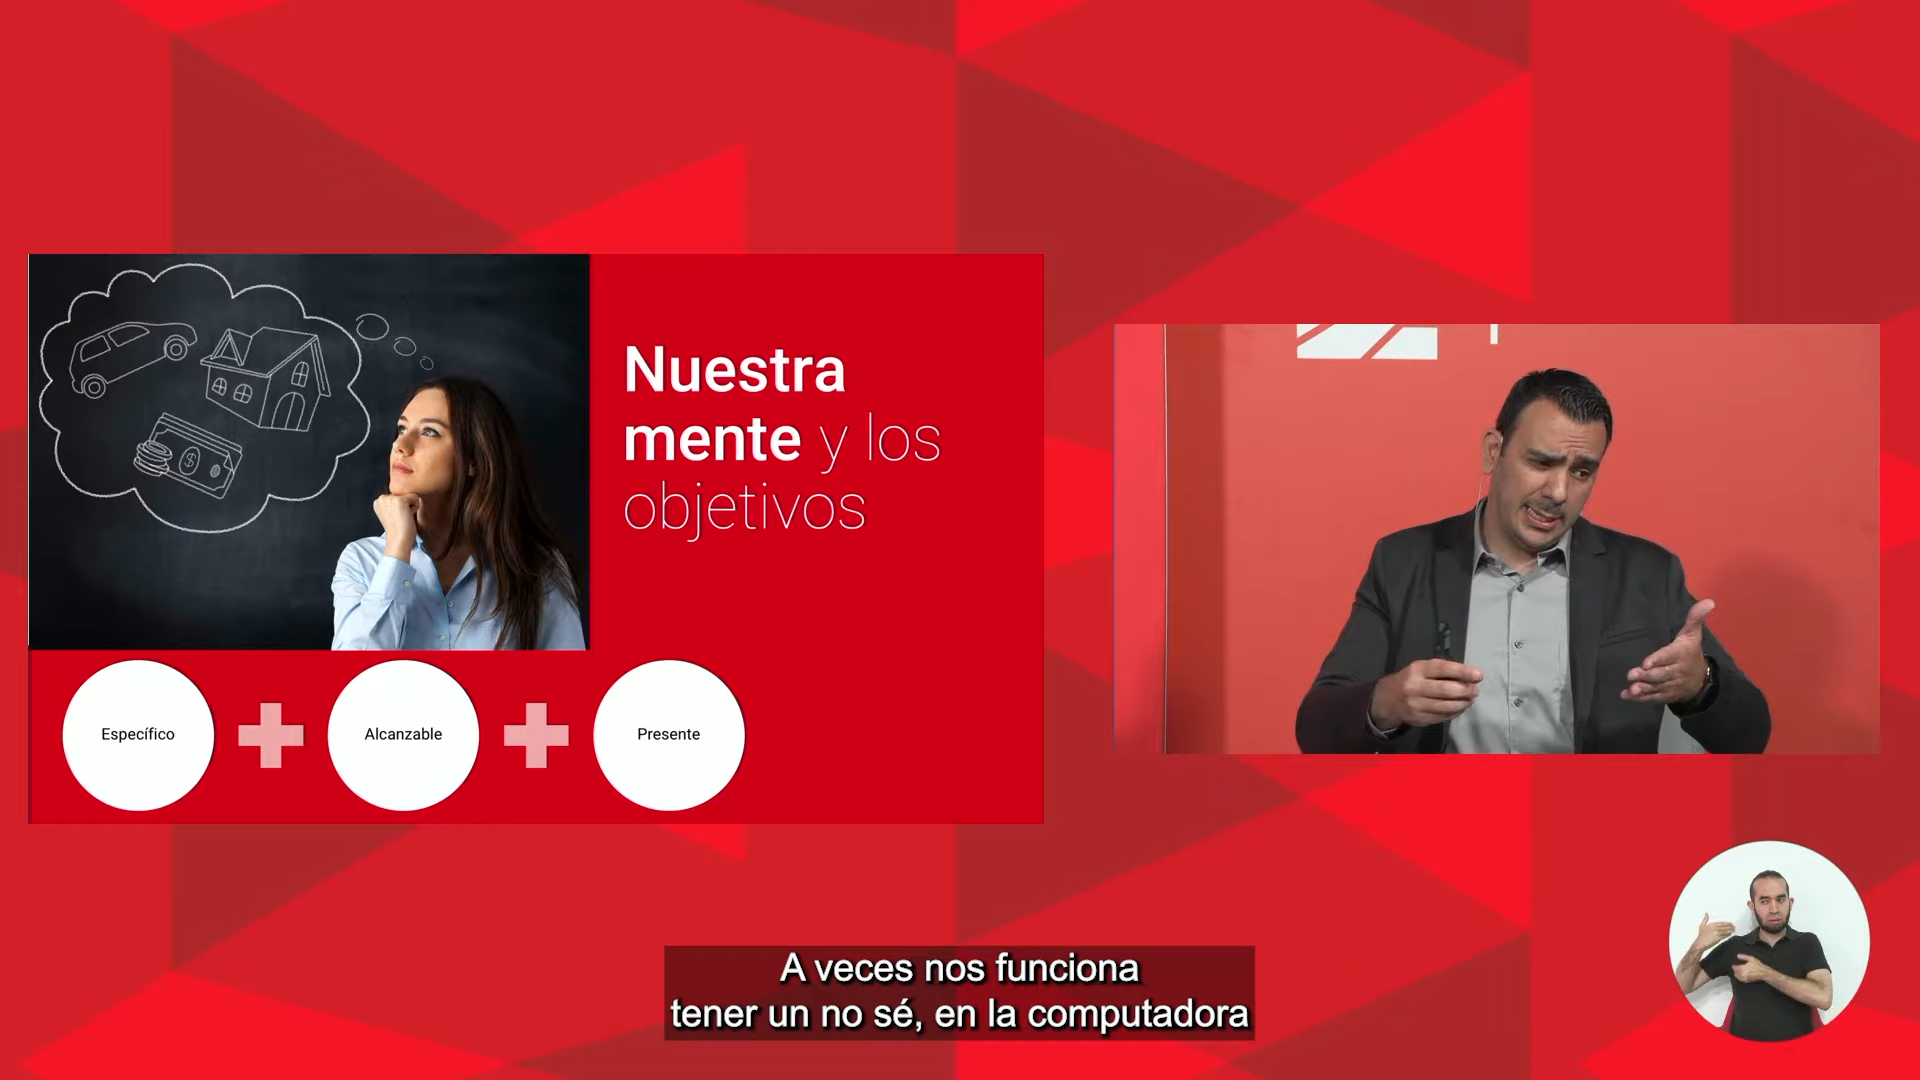 Nuestra
mente y los
objetivos
Específico
Alcanzable
Presente
A veces nos funciona
tener un no sé, en la computadora